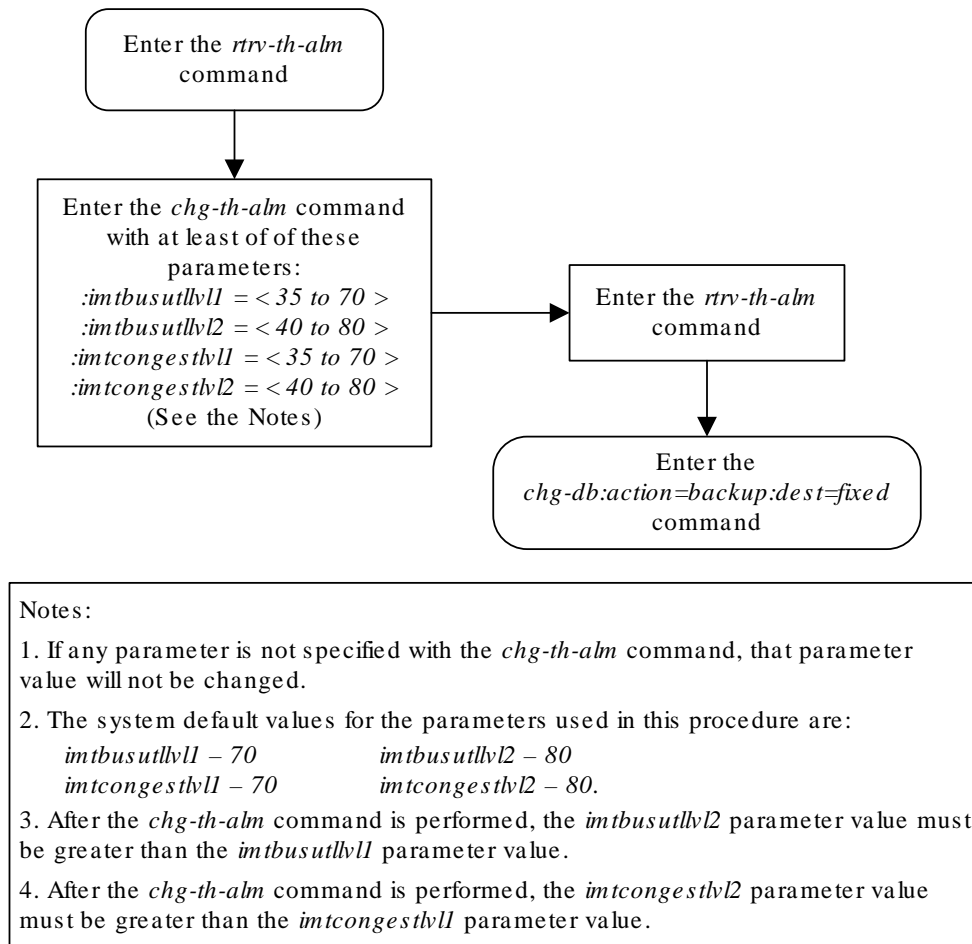 Enter the rtrv-th-alm
command
Enter the chg-th-alm command
with at least of of these
parameters:
:imtbusutllvl1 = < 35 to 70 >
:imtbusutllvl2 = < 40 to 80 >
:imtcongestlvl1 = < 35 to 70 >
:imtcongestlvl2 = < 40 to 80 >
(See the Notes)
Enter the rtrv-th-alm
command
Enter the
chg-db:action=backup:dest=fixed
command
Notes:
1. If any parameter is not specified with the chg-th-alm command, that parameter
value will not be changed.
2. The system default values for the parameters used in this procedure are:
imtbusutllvl1 – 70 imtbusutllvl2 – 80
imtcongestlvl1 – 70 imtcongestlvl2 – 80.
3. After the chg-th-alm command is performed, the imtbusutllvl2 parameter value must
be greater than the imtbusutllvl1 parameter value.
4. After the chg-th-alm command is performed, the imtcongestlvl2 parameter value
must be greater than the imtcongestlvl1 parameter value.